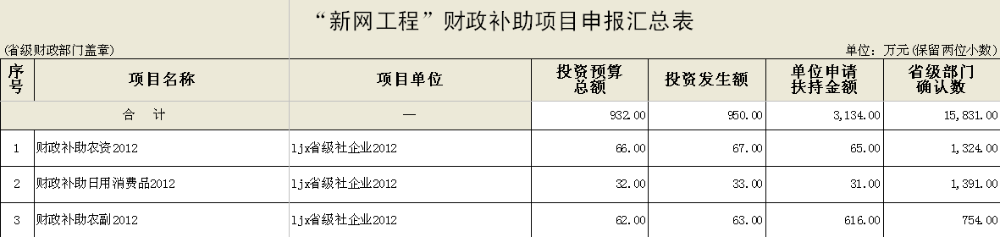 “新网工程”财政补助项目申报汇总表
(省级财政部门盖章) 单位：万元(保留两位小数)
序号 项目名称 项目单位 投资预算总额 投资发生额 单位申请扶持金额 省级部门确认数
合 计 — 932.00 950.00 3,134.00 15,831.00
1 财政补助农资2012 ljx省级社企业2012 66.00 67.00 65.00 1,324.00
2 财政补助日用消费品2012 ljx省级社企业2012 32.00 33.00 31.00 1,391.00
3 财政补助农副2012 ljx省级社企业2012 62.00 63.00 616.00 754.00